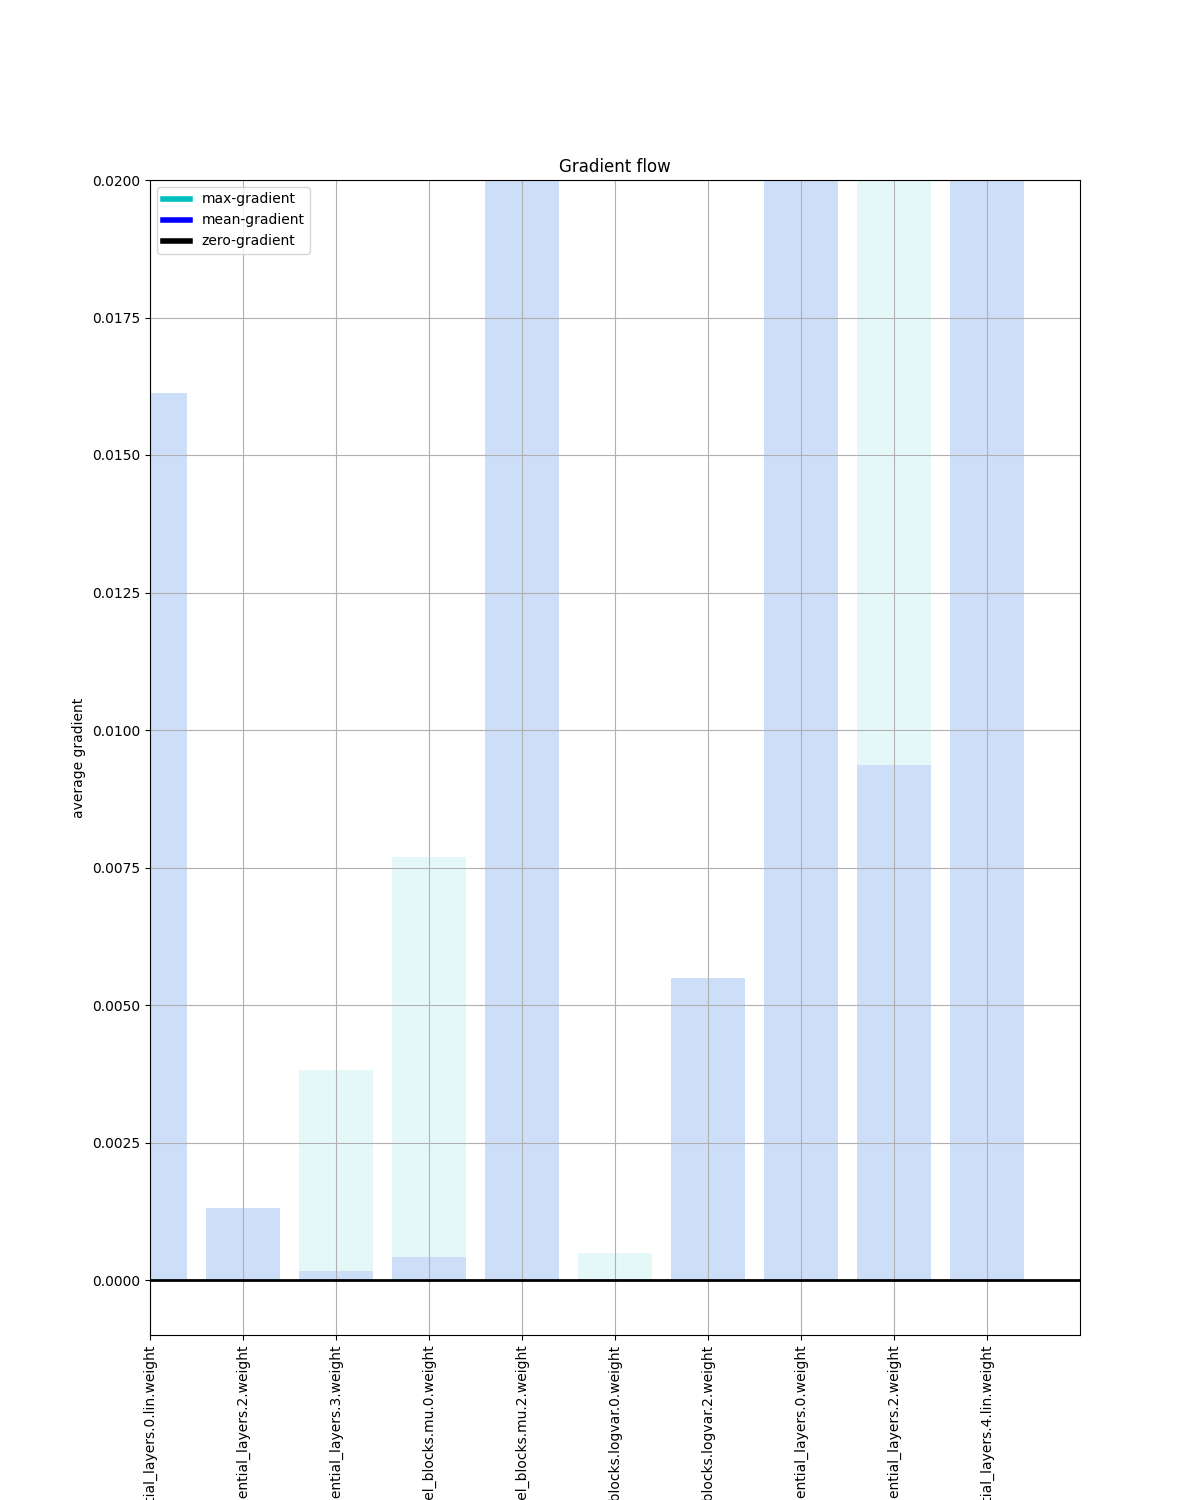 Gradient flow
max-gradient
mean-gradient
zero-gradient
0.0200
0.0175
0.0150
0.0125
0.0100
0.0075
0.0050
0.0025
0.0000
average gradient
tial_layers.0.lin.weight
ential_layers.2.weight
ential_layers.3.weight
el_blocks.mu.0.weight
el_blocks.mu.2.weight
blocks.logvar.0.weight
blocks.logvar.2.weight
ential_layers.0.weight
ential_layers.2.weight
tial_layers.4.lin.weight